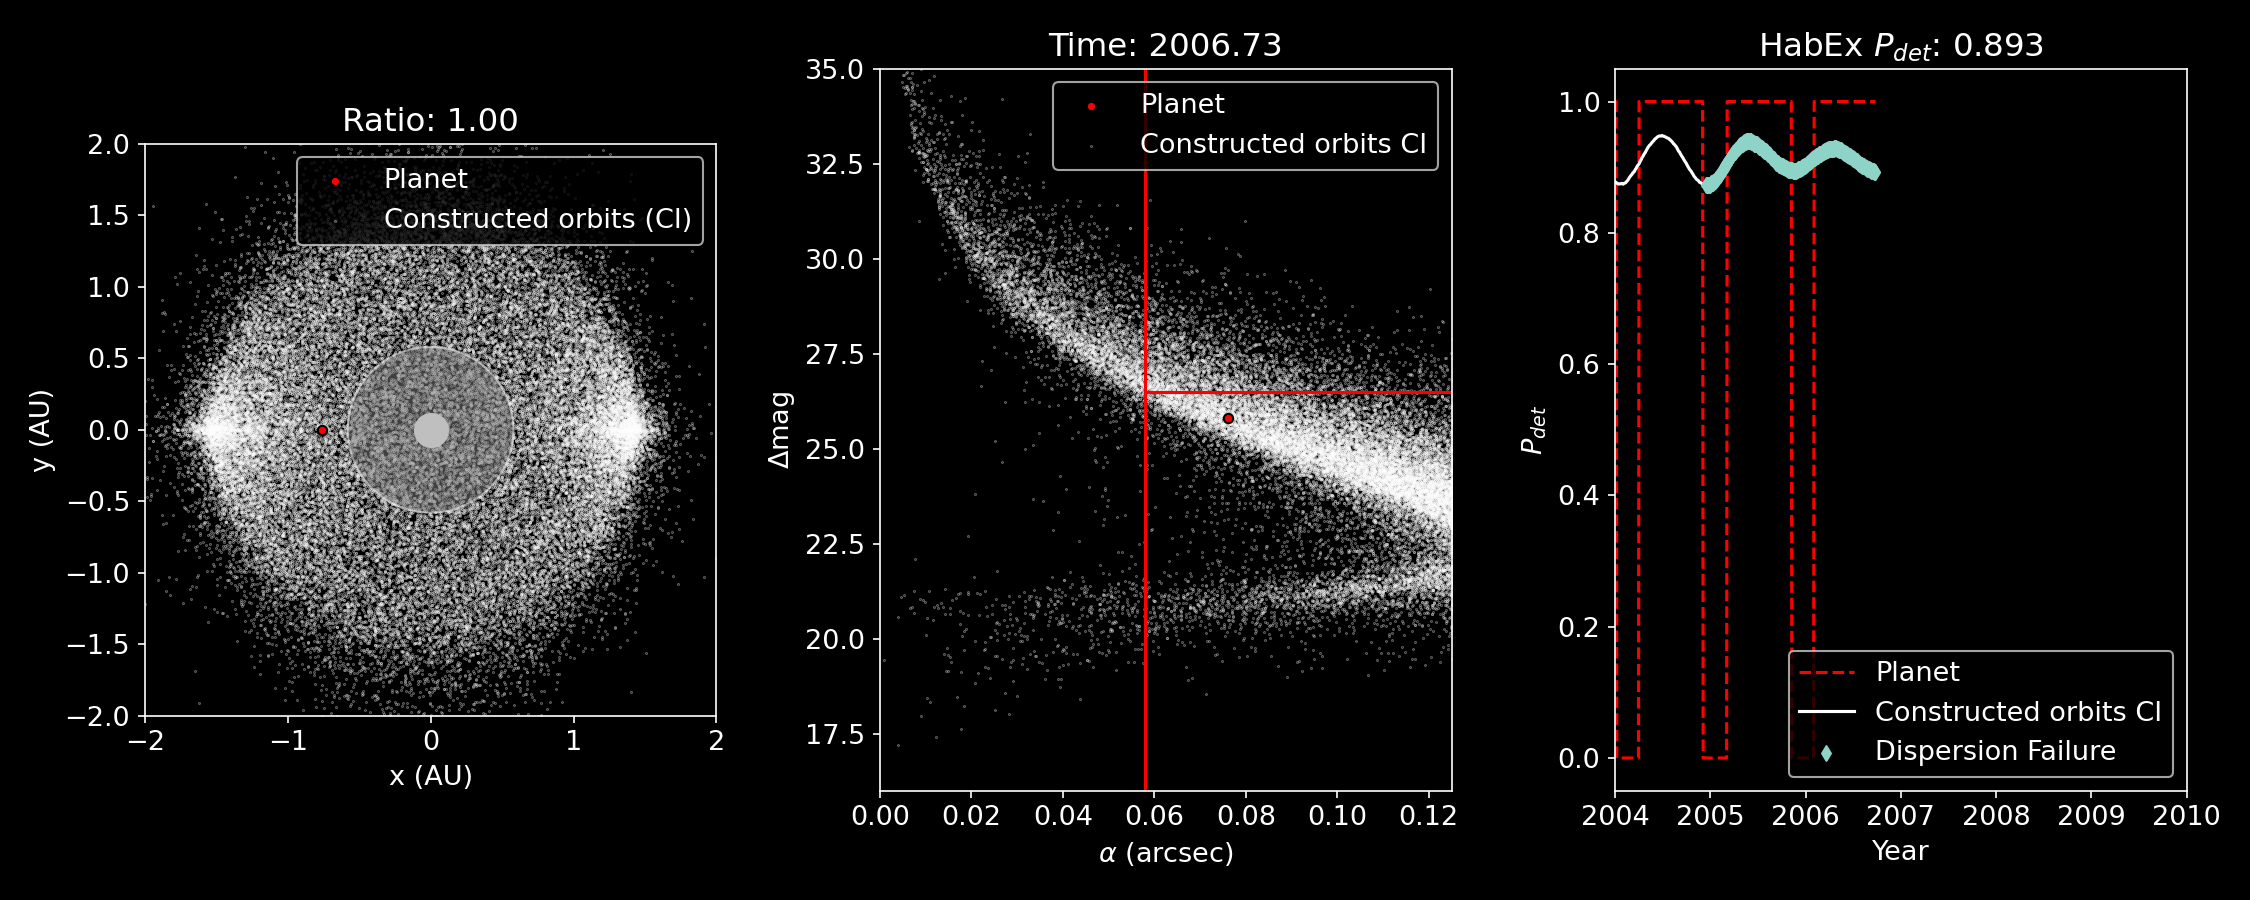 Ratio: 1.00
2.0
1.5
1.0
0.5
0.0
−0.5
−1.0
−1.5
−2.0
−2
−1
0
1
2
y (AU)
x (AU)
Planet
Constructed orbits (CI)
Time: 2006.73
35.0
32.5
30.0
27.5
25.0
22.5
20.0
17.5
0.00
0.02
0.04
0.06
0.08
0.10
0.12
Δmag
α (arcsec)
Planet
Constructed orbits CI
HabEx P_det: 0.893
1.0
0.8
0.6
0.4
0.2
0.0
2004
2005
2006
2007
2008
2009
2010
P_det
Year
Planet
Constructed orbits CI
Dispersion Failure